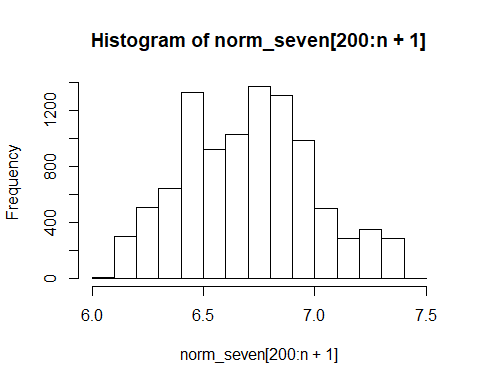 Histogram of norm_seven[200:n + 1]
Frequency
1200
800
400
0
6.0 6.5 7.0 7.5
norm_seven[200:n + 1]